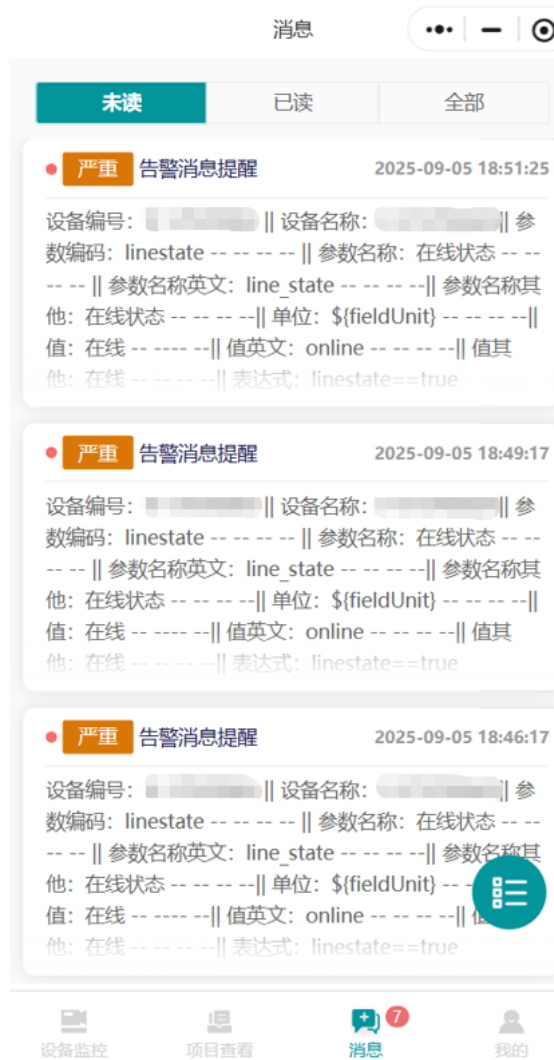 消息
未读 已读 全部
严重 告警消息提醒 2025-09-05 18:51:25
设备编号： || 设备名称： || 参
数编码：linestate -- -- -- -- || 参数名称：在线状态 -- --
-- -- || 参数名称英文：line_state -- -- -- --|| 参数名称其
他：在线状态 -- -- -- --|| 单位：${fieldUnit} -- -- -- --||
值：在线 -- ---- --|| 值英文：online -- -- -- --|| 值其
他：在线 -- -- -- --|| 表达式：linestate==true
严重 告警消息提醒 2025-09-05 18:49:17
设备编号： || 设备名称： || 参
数编码：linestate -- -- -- -- || 参数名称：在线状态 -- --
-- -- || 参数名称英文：line_state -- -- -- --|| 参数名称其
他：在线状态 -- -- -- --|| 单位：${fieldUnit} -- -- -- --||
值：在线 -- ---- --|| 值英文：online -- -- -- --|| 值其
他：在线 -- -- -- --|| 表达式：linestate==true
严重 告警消息提醒 2025-09-05 18:46:17
设备编号： || 设备名称： || 参
数编码：linestate -- -- -- -- || 参数名称：在线状态 -- --
-- -- || 参数名称英文：line_state -- -- -- --|| 参数名称其
他：在线状态 -- -- -- --|| 单位：${fieldUnit} -- -
值：在线 -- ---- --|| 值英文：online -- -- -- --||
他：在线 -- -- -- --|| 表达式：linestate==true
7
设备监控 项目查看 消息 我的